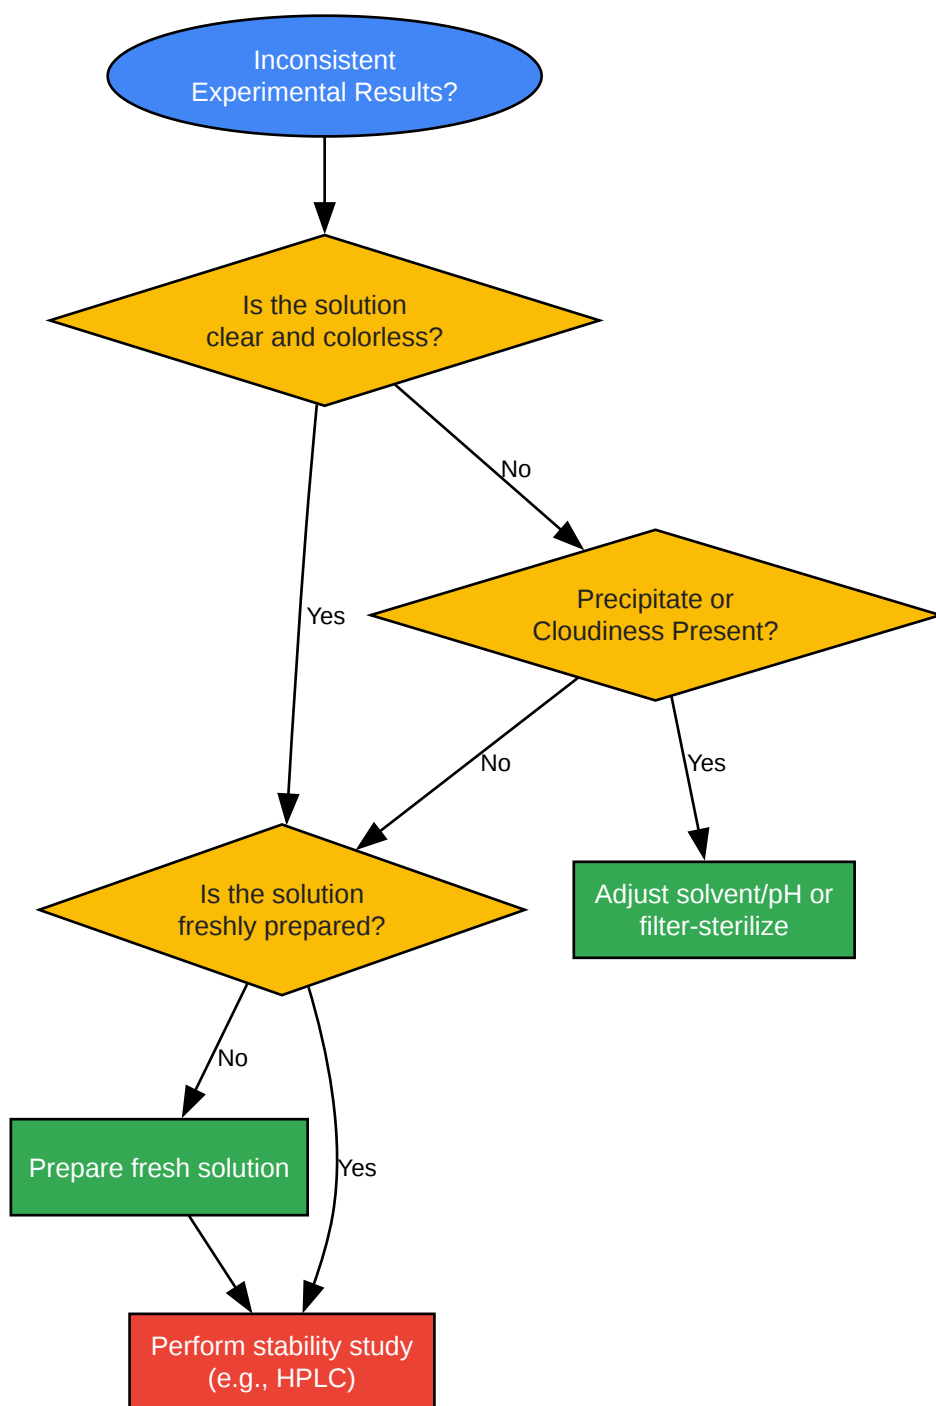 Inconsistent
Experimental Results?
Is the solution
clear and colorless?
No
Yes
Precipitate or
Cloudiness Present?
No
Yes
Is the solution
freshly prepared?
Adjust solvent/pH or
filter-sterilize
No
Yes
Prepare fresh solution
Perform stability study
(e.g., HPLC)